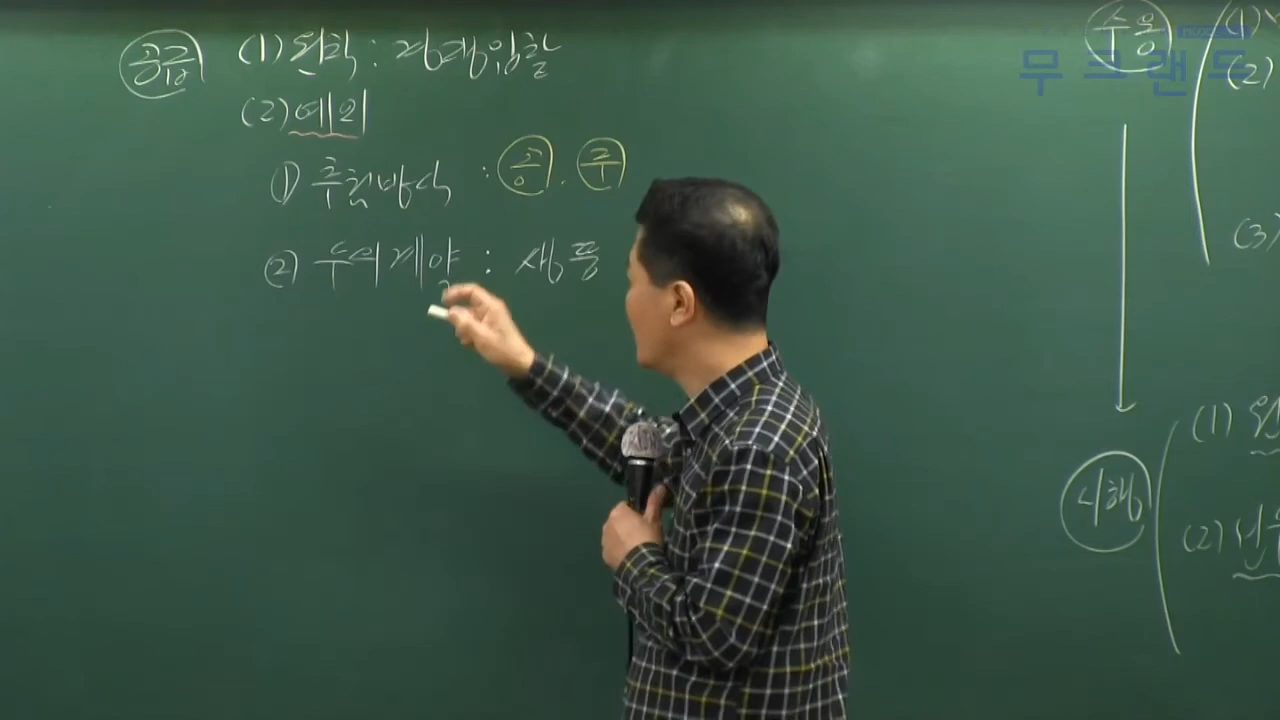 공급 (1) 원칙 : 경쟁입찰
(2) 예외
① 추첨방식 : 공 . 주
② 수의계약 : 생 등
수용 (1)
(2)
(3)
시행 (1)
(2)
무크랜드